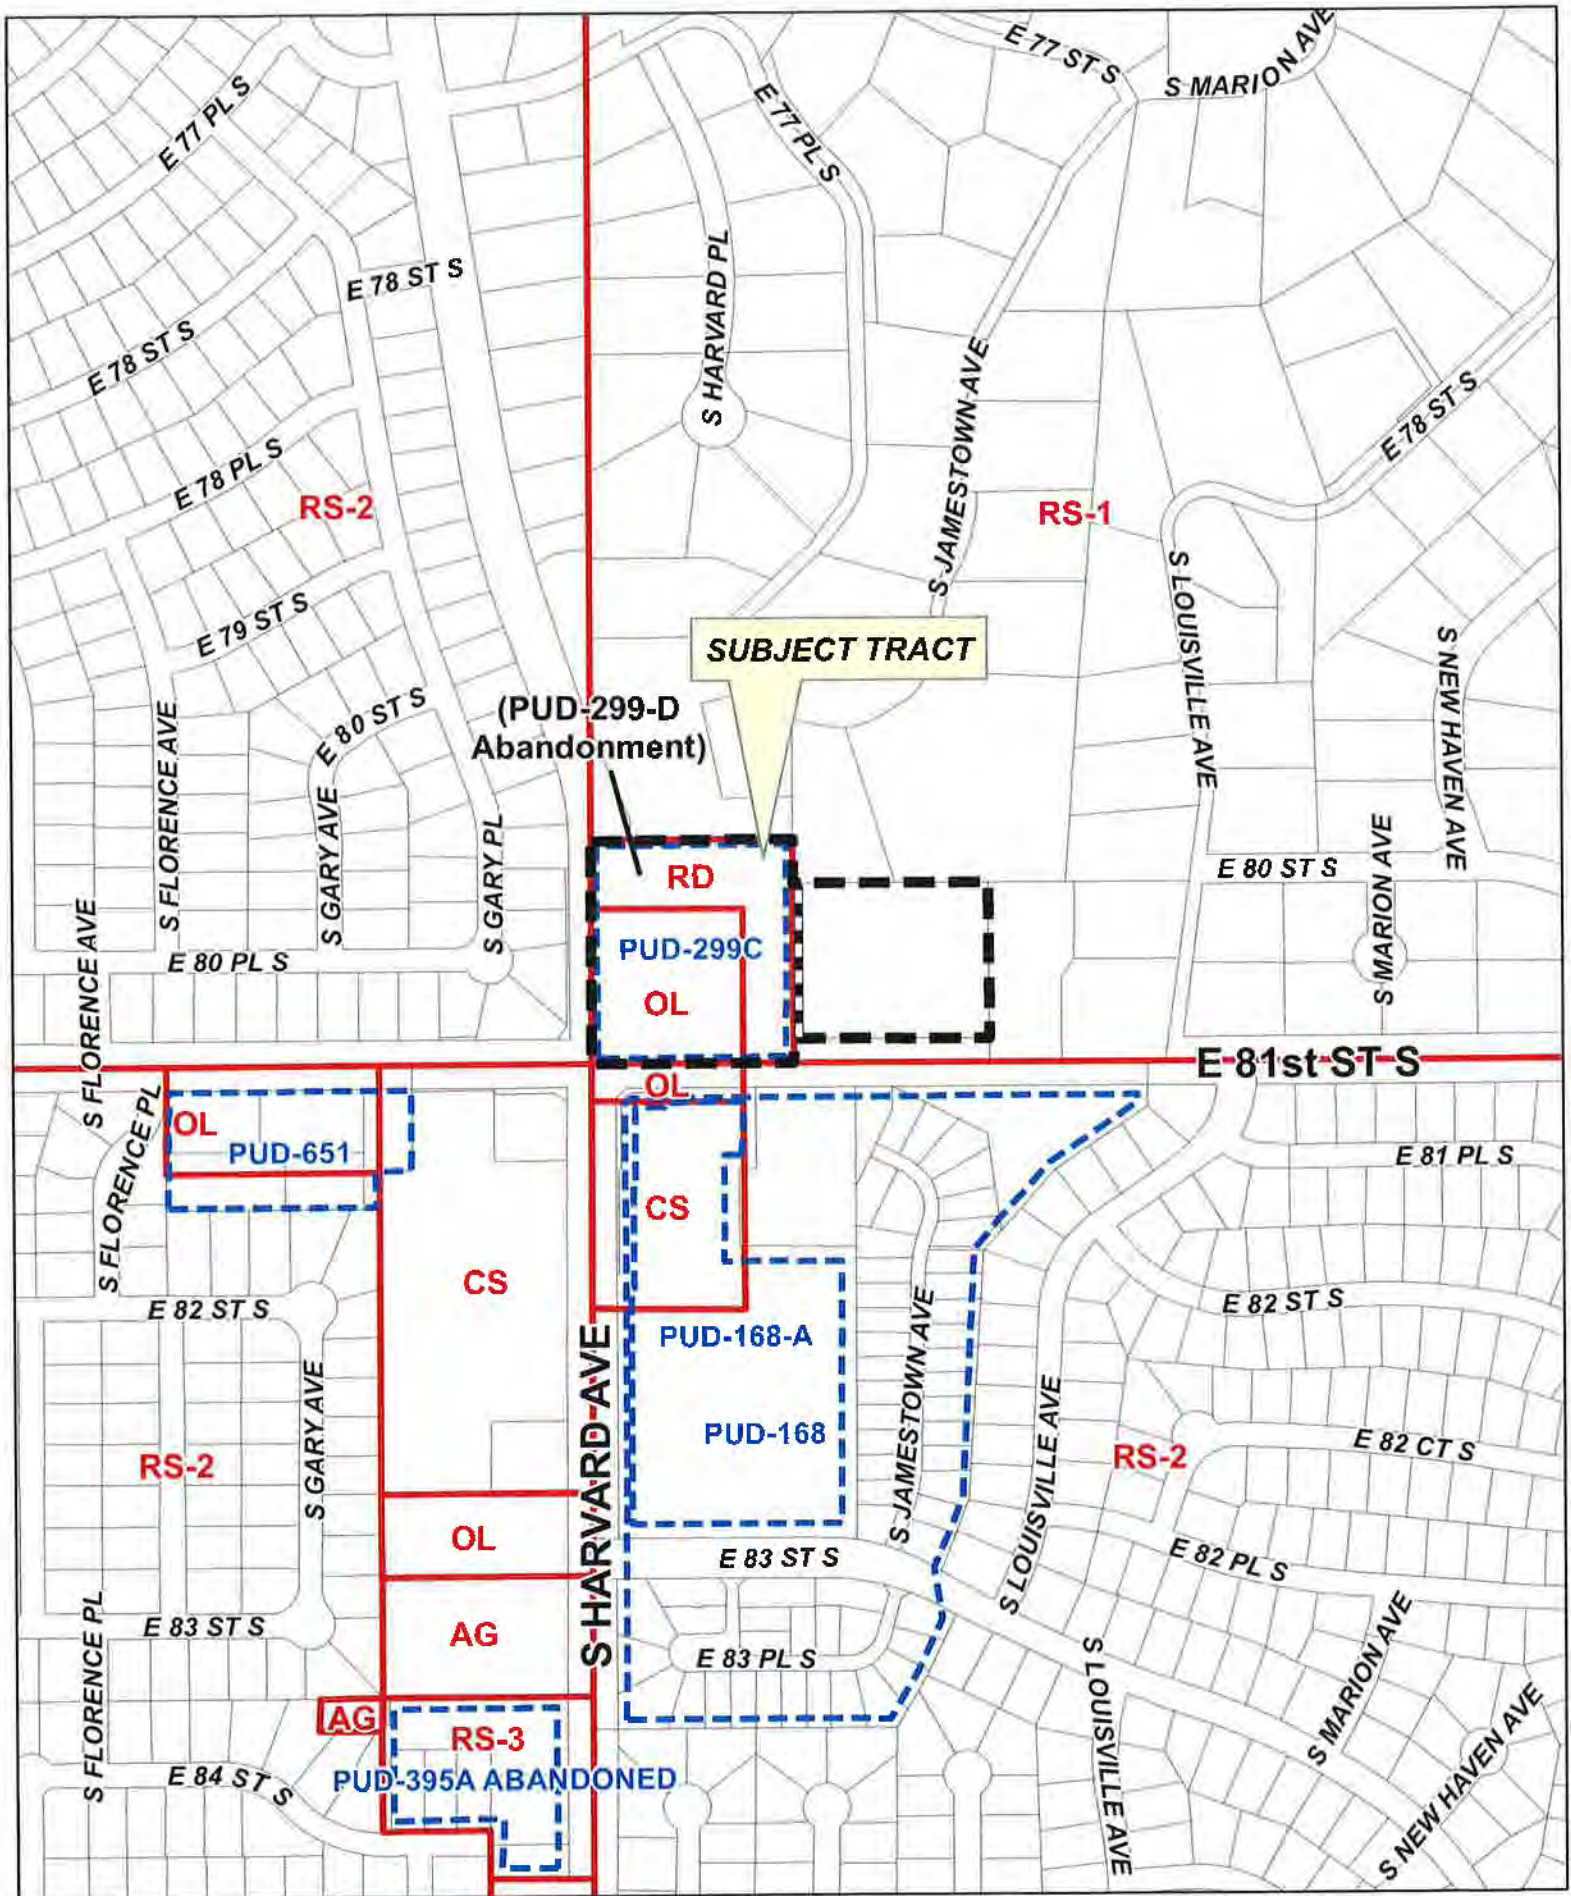 E 77 ST S
S MARION AVE
E 77 PL S
E 77 PL S
S HARVARD PL
E 78 ST S
E 78 ST S
S JAMESTOWN AVE
E 78 ST S
E 78 PL S
RS-2
RS-1
S LOUISVILLE AVE
E 79 ST S
SUBJECT TRACT
S NEW HAVEN AVE
(PUD-299-D
Abandonment)
E 80 ST S
S FLORENCE AVE
S GARY AVE
S GARY PL
RD
E 80 ST S
S MARION AVE
S FLORENCE AVE
E 80 PL S
PUD-299C
OL
E 81st ST S
OL
S FLORENCE PL
OL
PUD-651
E 81 PL S
CS
CS
E 82 ST S
E 82 ST S
PUD-168-A
S HARVARD AVE
S JAMESTOWN AVE
S GARY AVE
PUD-168
S LOUISVILLE AVE
E 82 CT S
RS-2
RS-2
OL
E 83 ST S
E 82 PL S
AG
E 83 ST S
E 83 PL S
S FLORENCE PL
S LOUISVILLE AVE
S MARION AVE
AG
RS-3
PUD-395A ABANDONED
E 84 ST S
S NEW HAVEN AVE